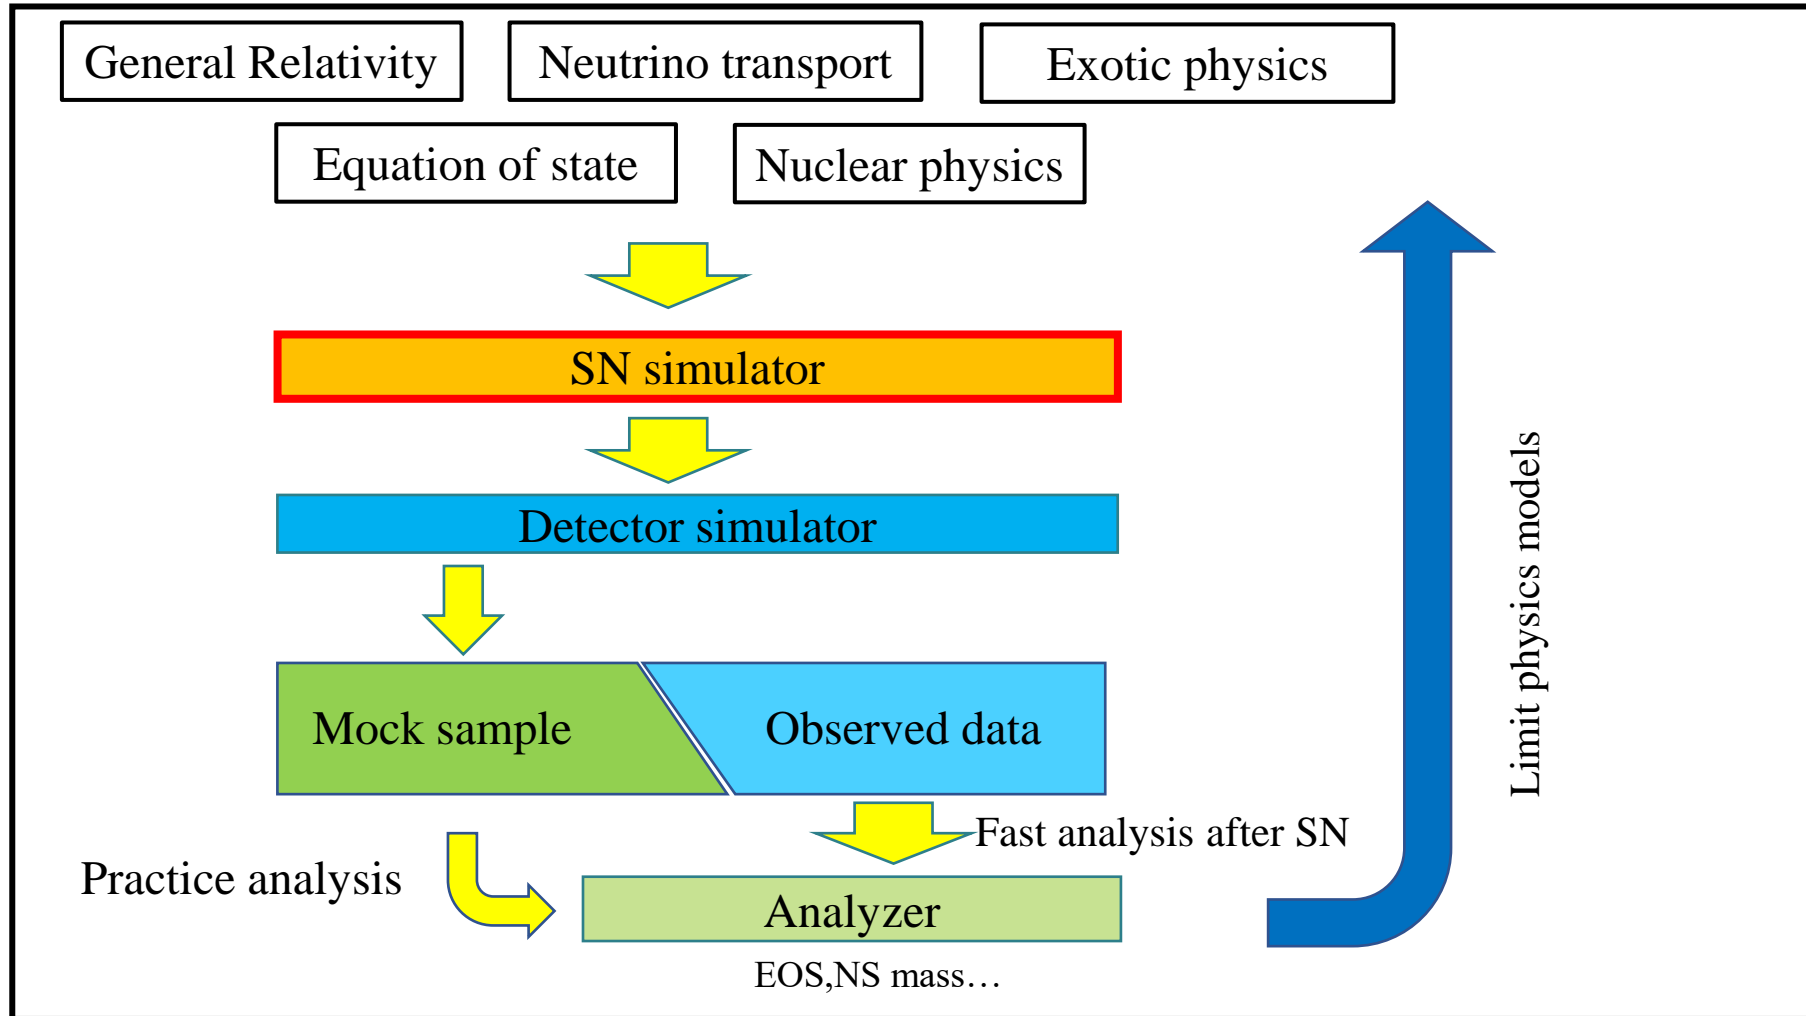 General Relativity
Neutrino transport
Exotic physics
Equation of state
Nuclear physics
SN simulator
Detector simulator
Mock sample
Observed data
Fast analysis after SN
Practice analysis
Analyzer
EOS,NS mass…
Limit physics models